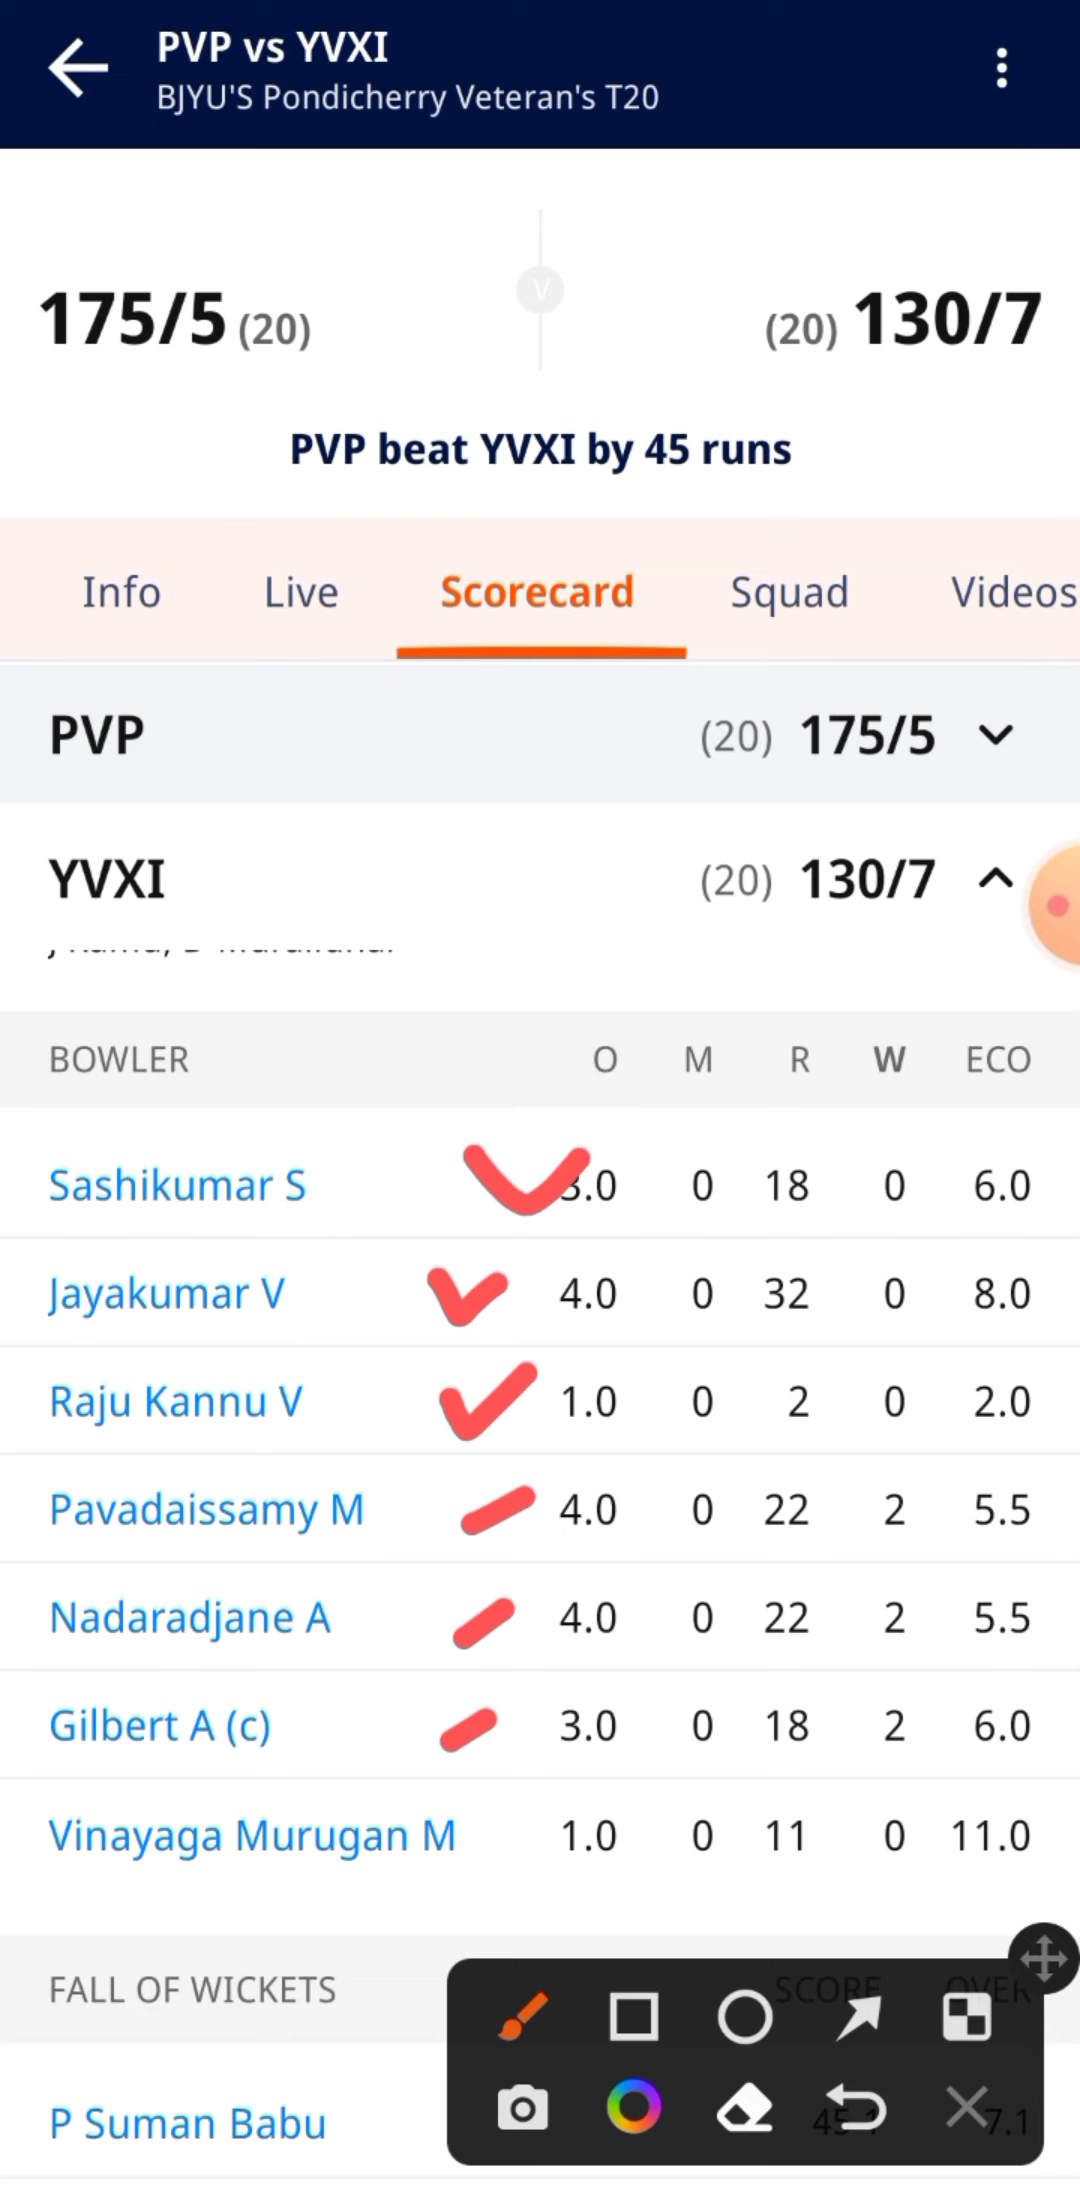 PVP vs YVXI
BJYU'S Pondicherry Veteran's T20
175/5 (20) V (20) 130/7
PVP beat YVXI by 45 runs
Info Live Scorecard Squad Videos
PVP (20) 175/5
YVXI (20) 130/7
BOWLER O M R W ECO
Sashikumar S 3.0 0 18 0 6.0
Jayakumar V 4.0 0 32 0 8.0
Raju Kannu V 1.0 0 2 0 2.0
Pavadaissamy M 4.0 0 22 2 5.5
Nadaradjane A 4.0 0 22 2 5.5
Gilbert A (c) 3.0 0 18 2 6.0
Vinayaga Murugan M 1.0 0 11 0 11.0
FALL OF WICKETS SCORE OVER
P Suman Babu 7.1